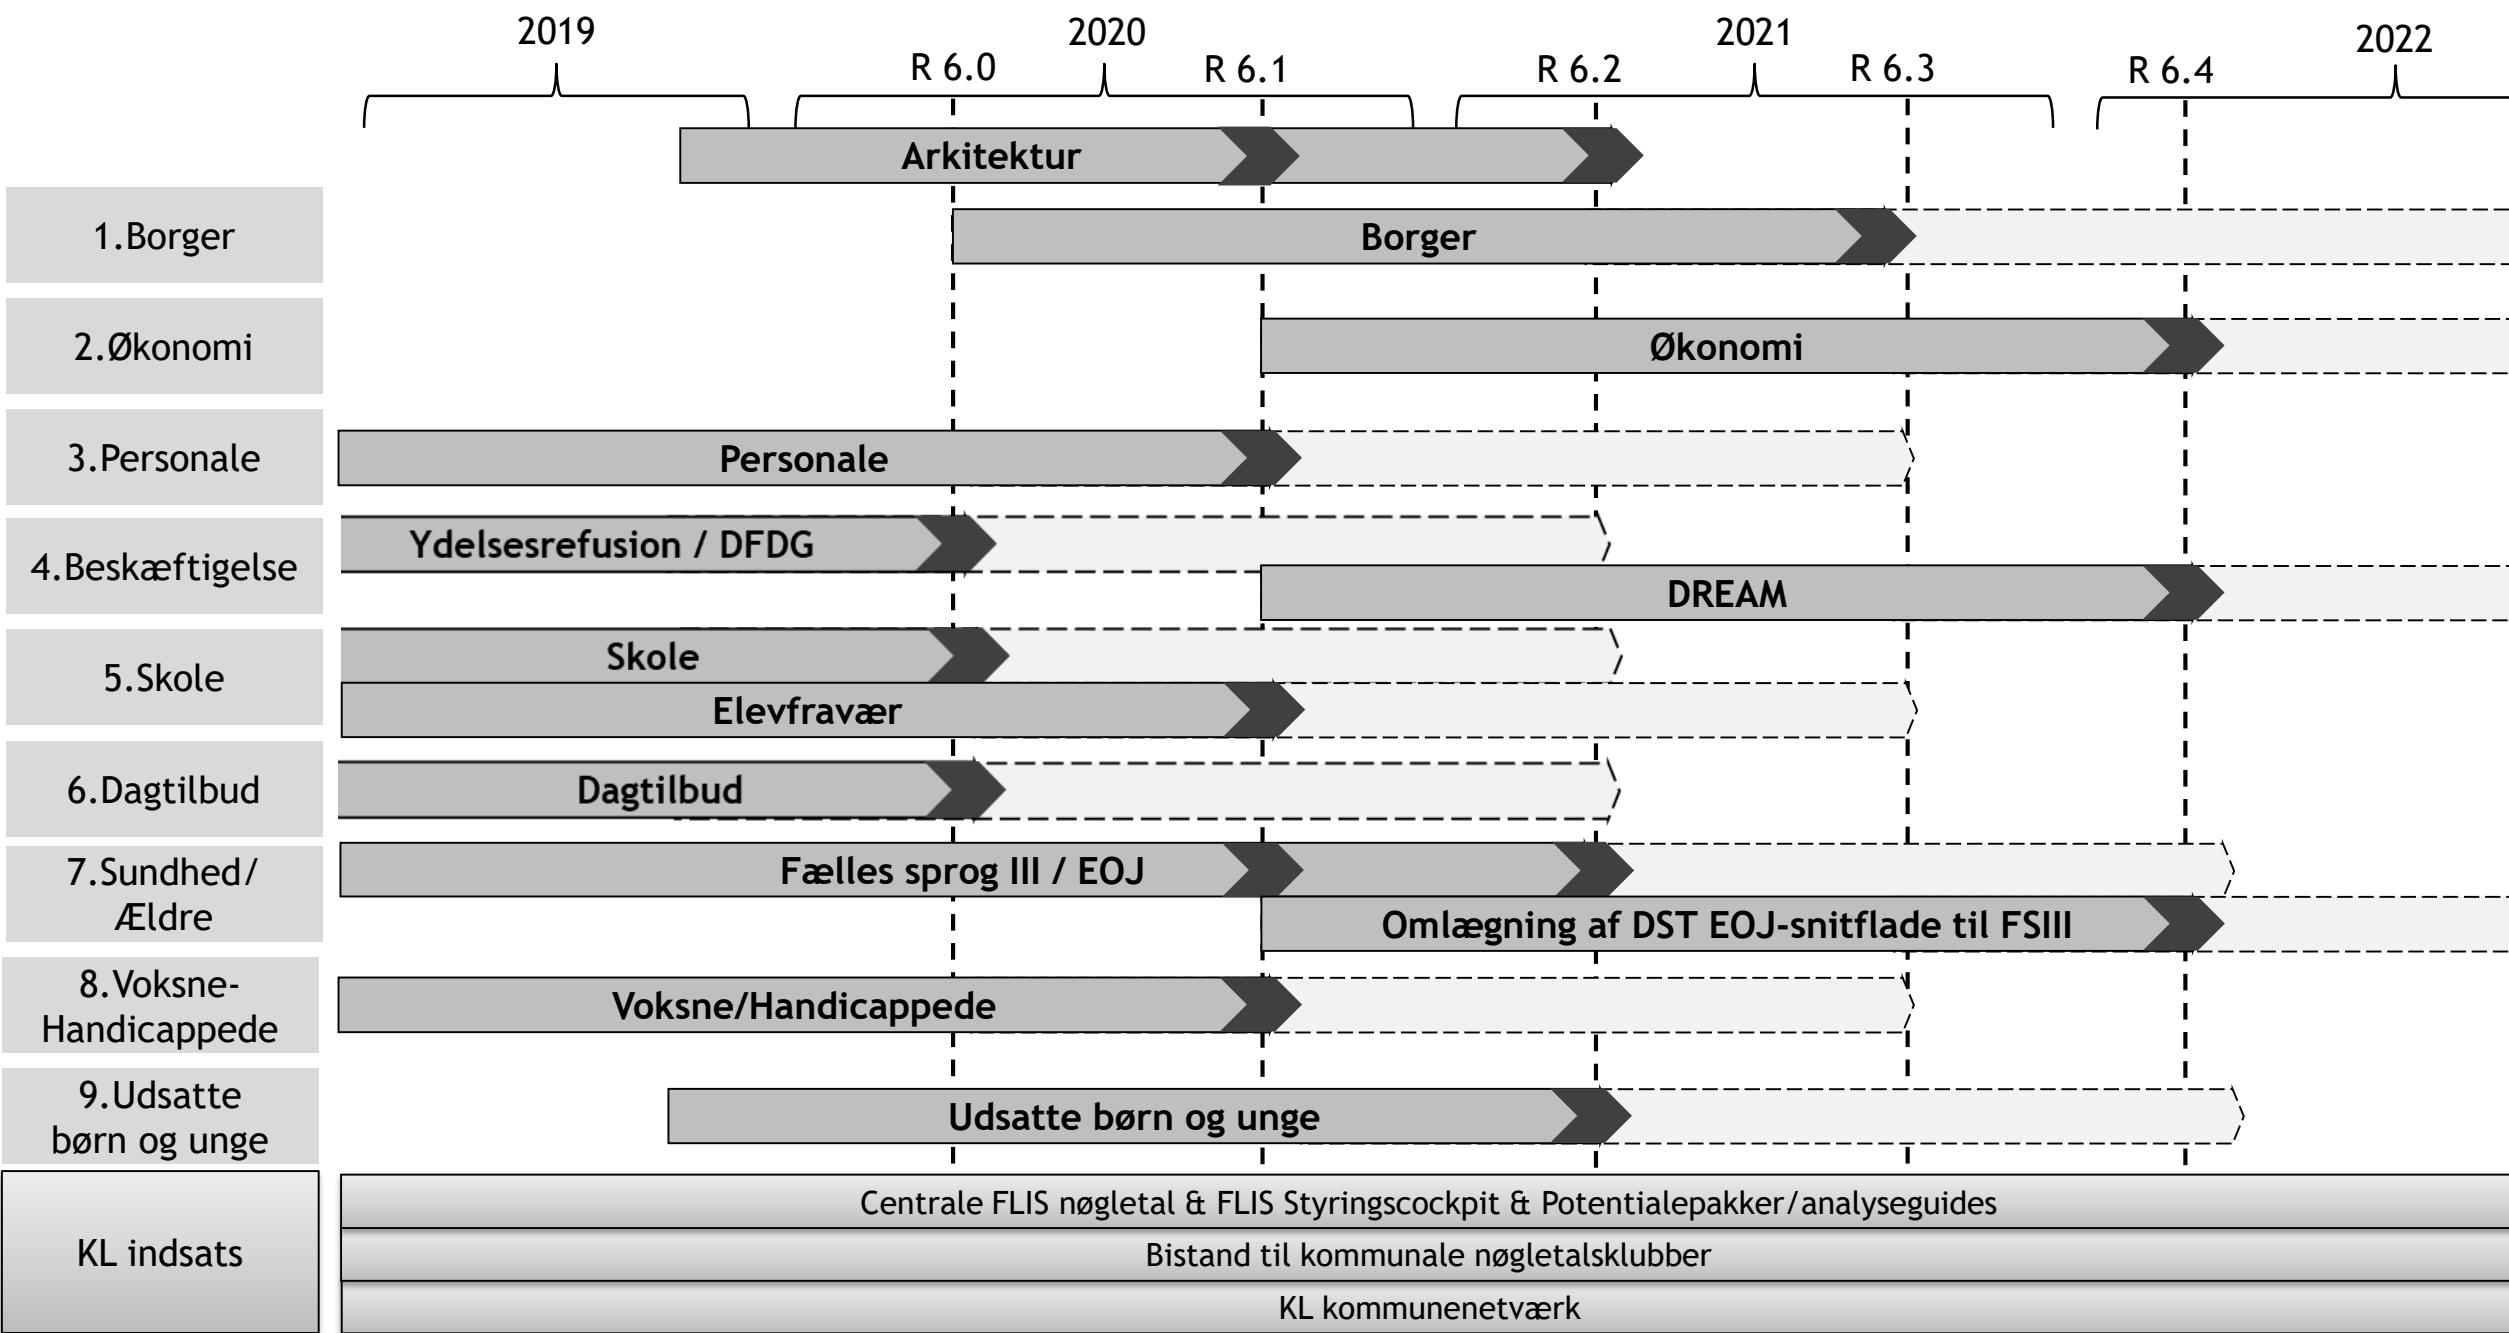 2019
2020
2021
2022
R 6.0
R 6.1
R 6.2
R 6.3
R 6.4
Arkitektur
1.Borger
Borger
2.Økonomi
Økonomi
3.Personale
Personale
4.Beskæftigelse
Ydelsesrefusion / DFDG
DREAM
5.Skole
Skole
Elevfravær
6.Dagtilbud
Dagtilbud
7.Sundhed/
Ældre
Fælles sprog III / EOJ
Omlægning af DST EOJ-snitflade til FSIII
8.Voksne-
Handicappede
Voksne/Handicappede
9.Udsatte
børn og unge
Udsatte børn og unge
KL indsats
Centrale FLIS nøgletal & FLIS Styringscockpit & Potentialepakker/analyseguides
Bistand til kommunale nøgletalsklubber
KL kommunenetværk